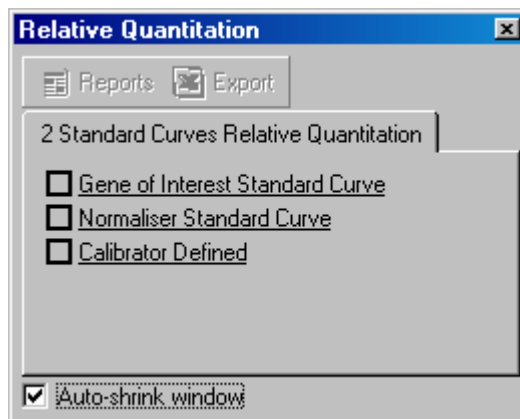 Relative Quantitation
Reports Export
2 Standard Curves Relative Quantitation
Gene of Interest Standard Curve
Normaliser Standard Curve
Calibrator Defined
Auto-shrink window